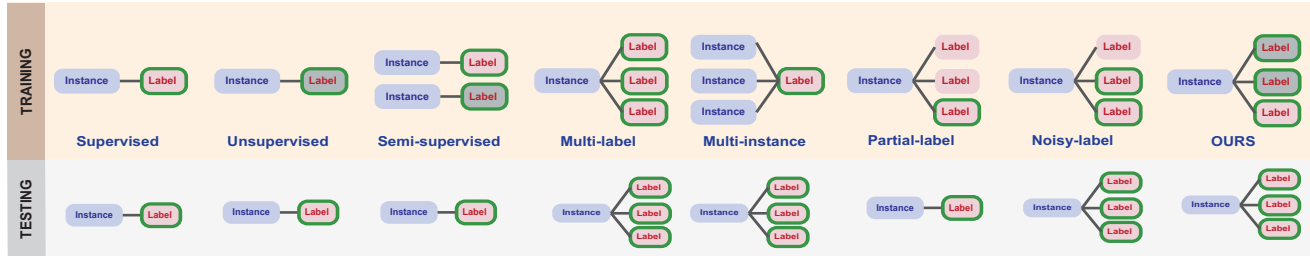 TRAINING
Instance Label
Supervised
Instance Label
Unsupervised
Instance Label
Instance Label
Semi-supervised
Instance Label
Label
Label
Multi-label
Instance
Instance Label
Instance
Multi-instance
Label
Instance Label
Label
Partial-label
Label
Instance Label
Label
Noisy-label
Label
Instance Label
Label
OURS
TESTING
Instance Label
Instance Label
Instance Label
Label
Instance Label
Label
Label
Instance Label
Label
Instance Label
Label
Instance Label
Label
Label
Instance Label
Label